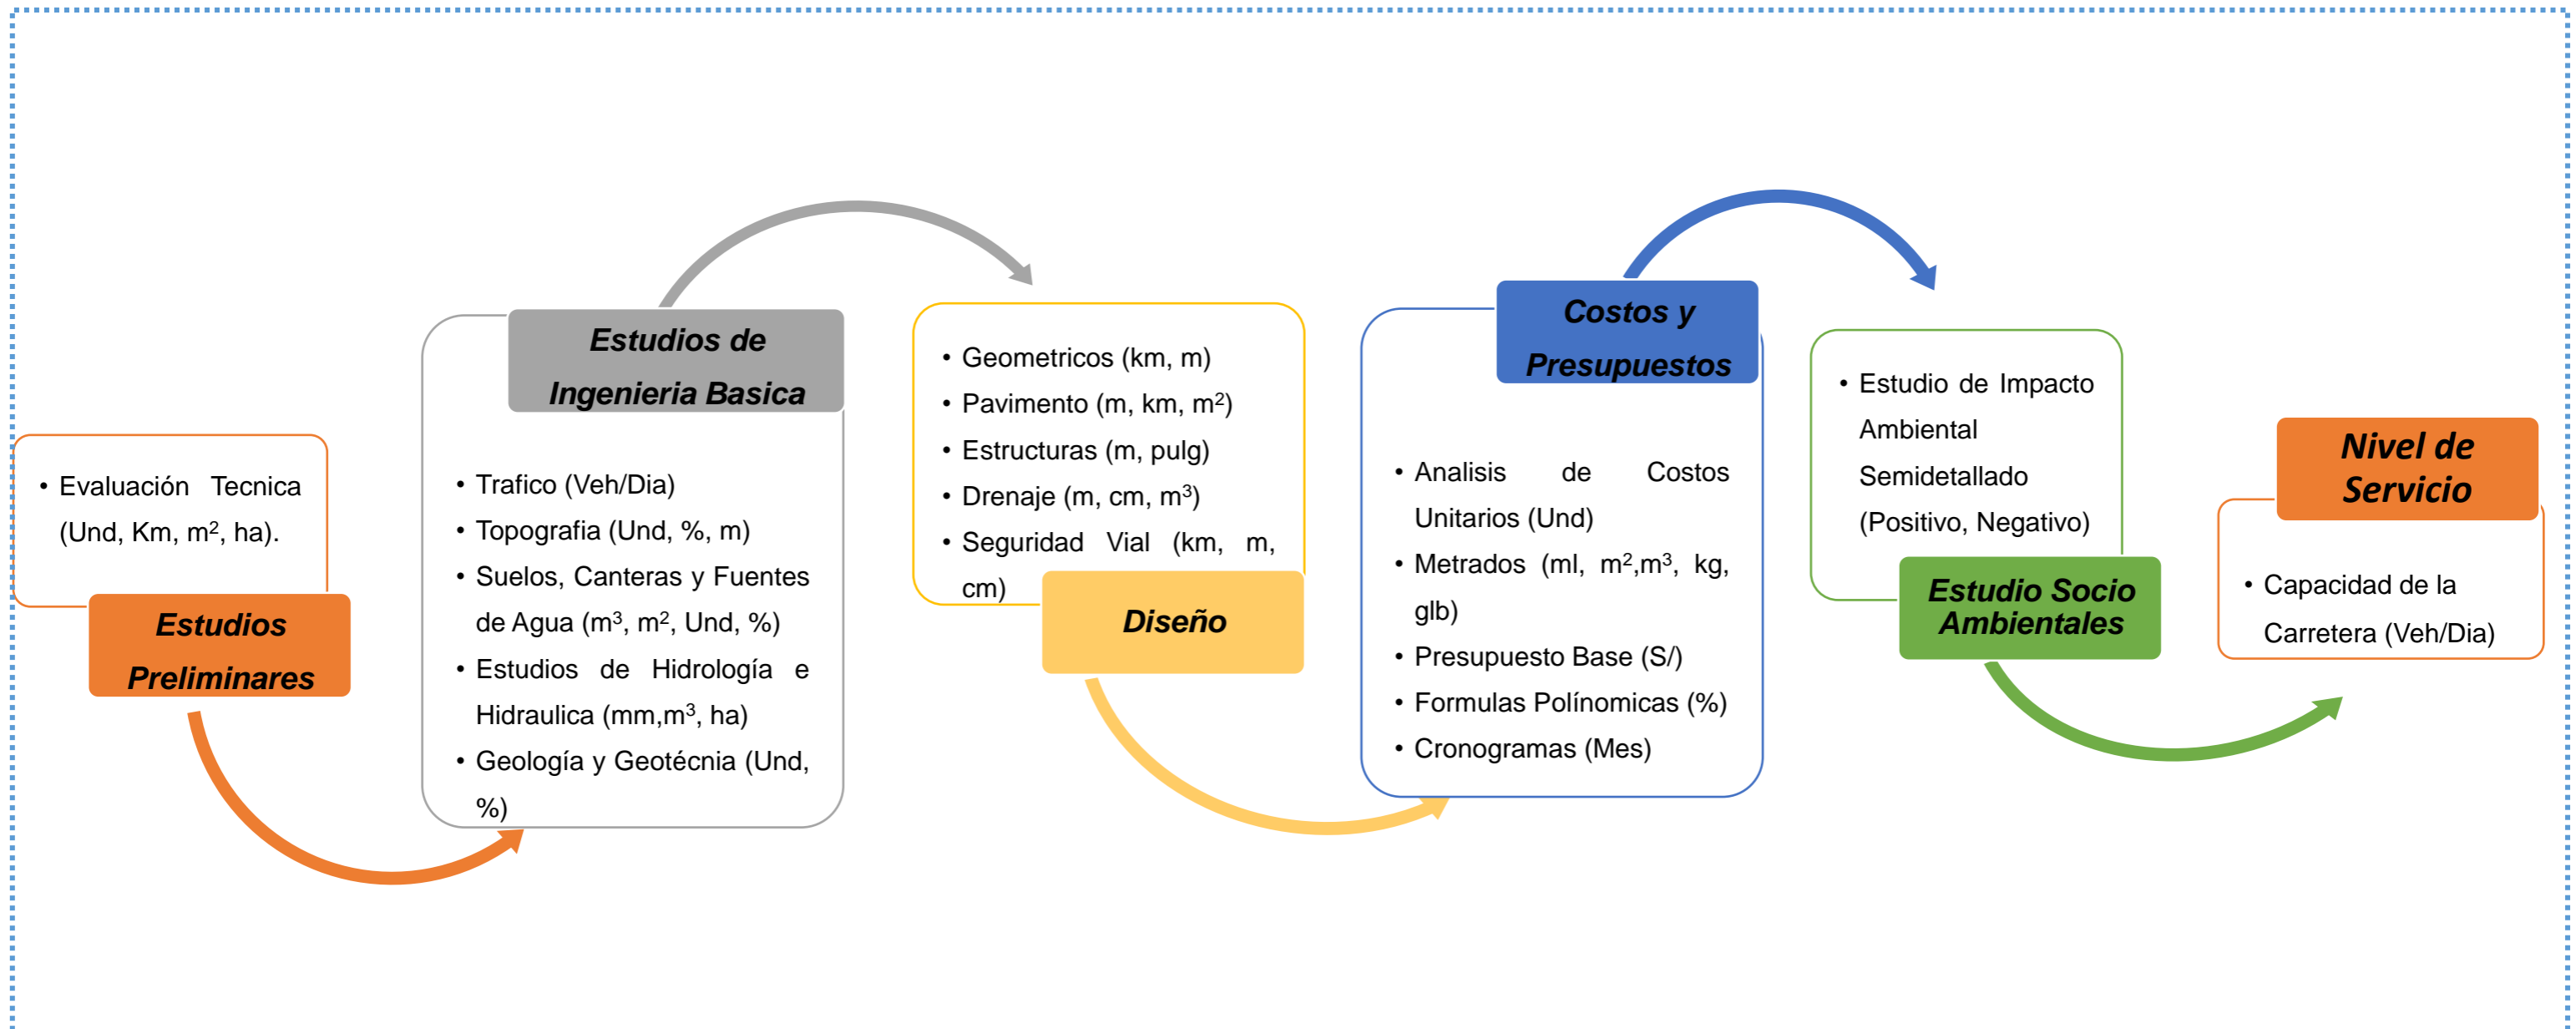 • Evaluación Tecnica
(Und, Km, m², ha).
Estudios
Preliminares
Estudios de
Ingenieria Basica
• Trafico (Veh/Dia)
• Topografia (Und, %, m)
• Suelos, Canteras y Fuentes
de Agua (m³, m², Und, %)
• Estudios de Hidrología e
Hidraulica (mm,m³, ha)
• Geología y Geotécnia (Und,
%)
• Geometricos (km, m)
• Pavimento (m, km, m²)
• Estructuras (m, pulg)
• Drenaje (m, cm, m³)
• Seguridad Vial (km, m,
cm)
Diseño
Costos y
Presupuestos
• Analisis de Costos
Unitarios (Und)
• Metrados (ml, m²,m³, kg,
glb)
• Presupuesto Base (S/)
• Formulas Polínomicas (%)
• Cronogramas (Mes)
• Estudio de Impacto
Ambiental
Semidetallado
(Positivo, Negativo)
Estudio Socio
Ambientales
Nivel de
Servicio
• Capacidad de la
Carretera (Veh/Dia)